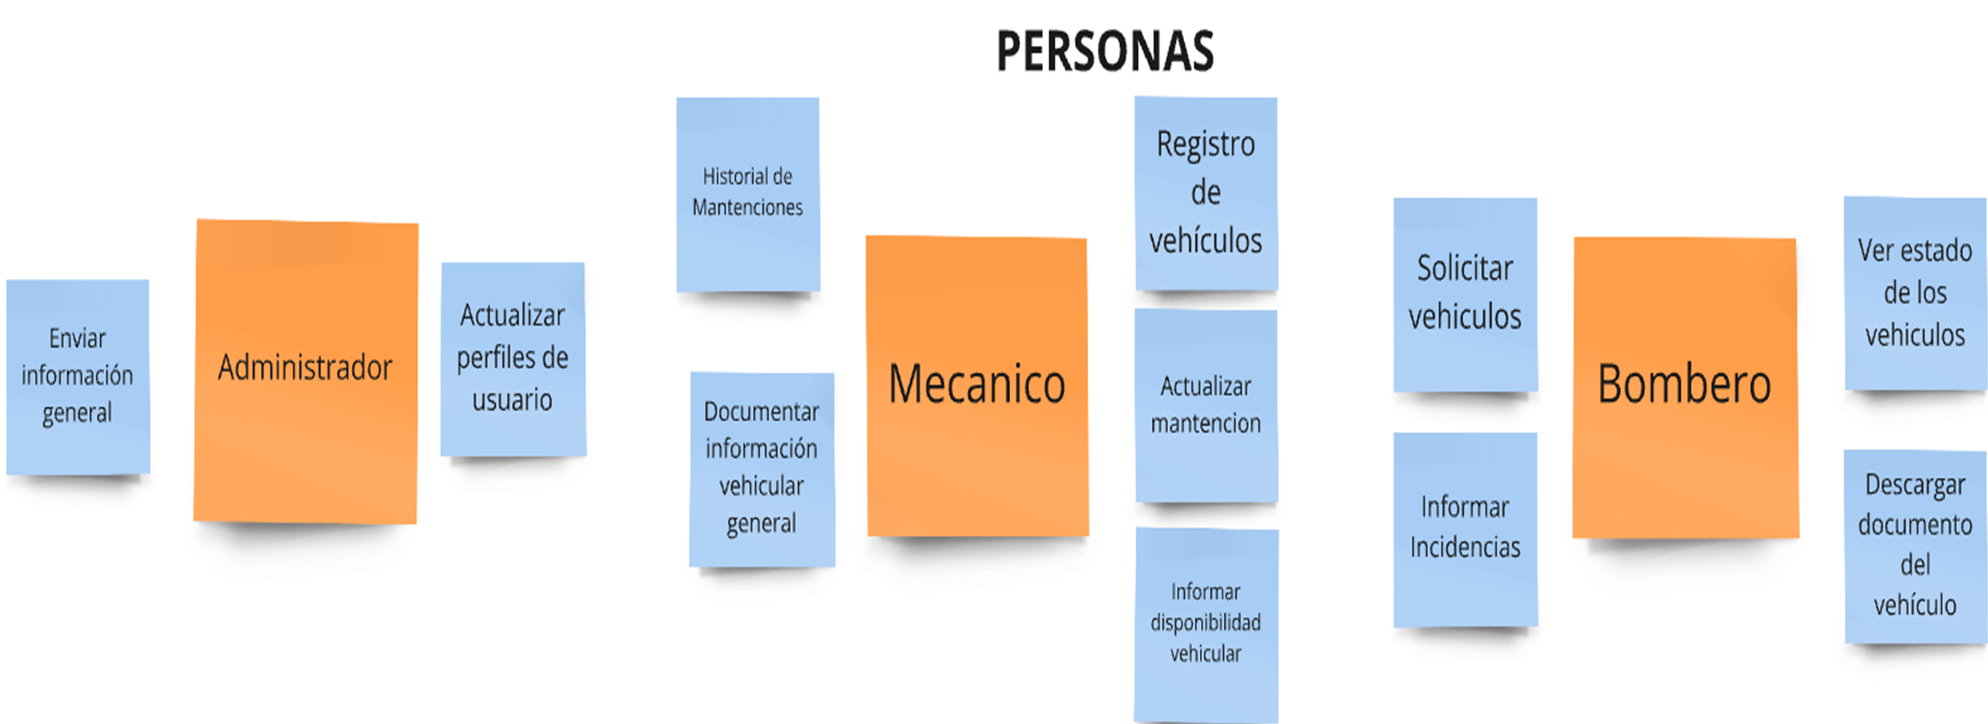 PERSONAS
Enviar
información
general
Administrador
Actualizar
perfiles de
usuario
Historial de
Mantenciones
Documentar
información
vehicular
general
Mecanico
Registro
de
vehículos
Actualizar
mantencion
Informar
disponibilidad
vehicular
Solicitar
vehiculos
Informar
Incidencias
Bombero
Ver estado
de los
vehiculos
Descargar
documento
del
vehículo